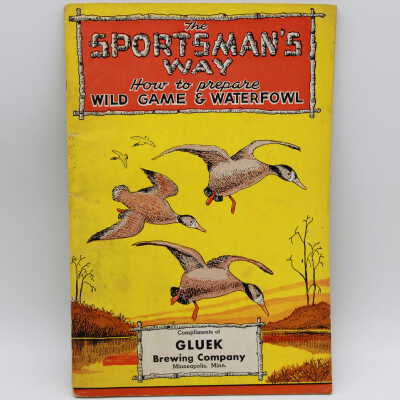 The
SPORTSMAN'S
WAY
How to prepare
WILD GAME & WATERFOWL
Compliments of
GLUEK
Brewing Company
Minneapolis, Minn.